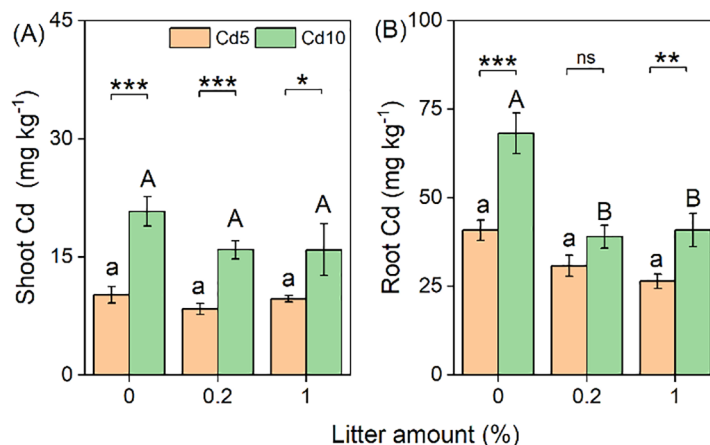 (A)
Shoot Cd (mg kg⁻¹)
45
30
15
0
Cd5 Cd10
*** *** *
a A a A a A
0 0.2 1
(B)
Root Cd (mg kg⁻¹)
100
75
50
25
0
*** ns **
a A a B a B
0 0.2 1
Litter amount (%)